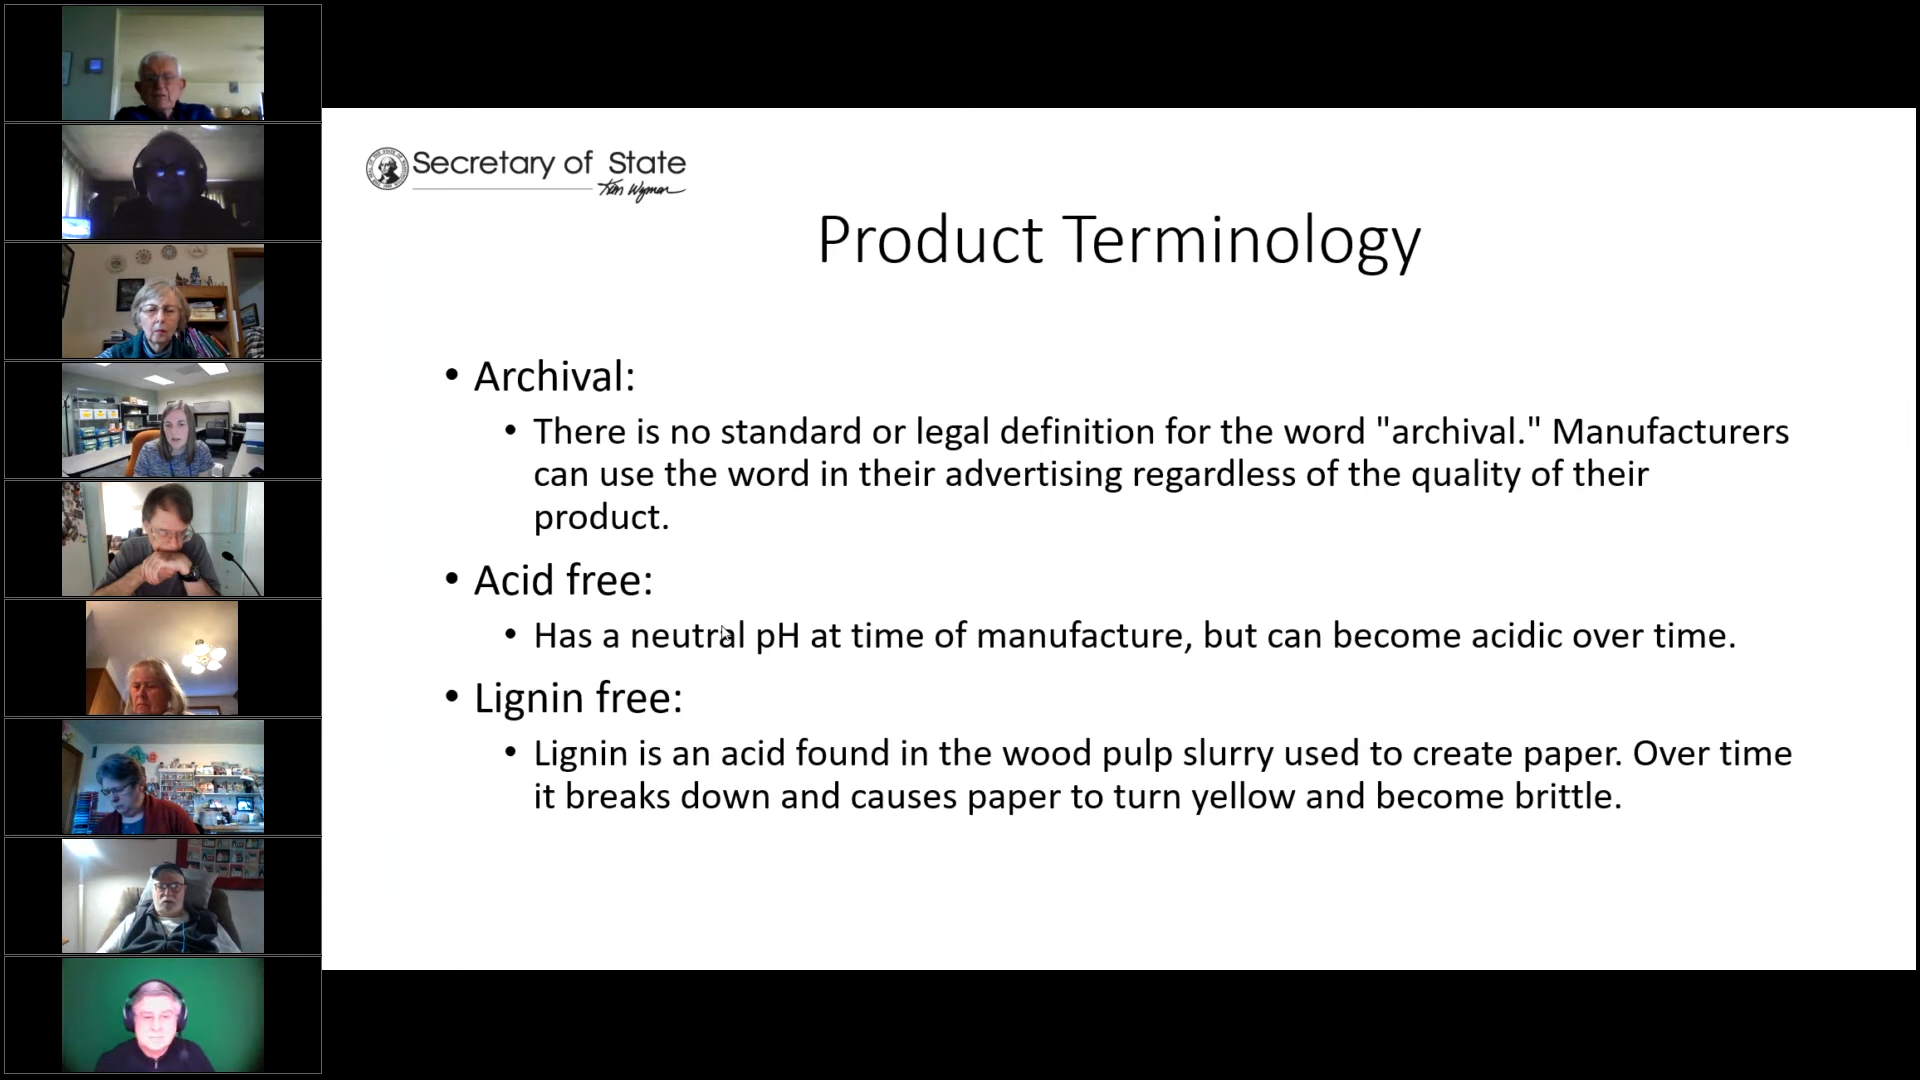 Secretary of State
Kim Wyman
Product Terminology
• Archival:
• There is no standard or legal definition for the word "archival." Manufacturers
can use the word in their advertising regardless of the quality of their
product.
• Acid free:
• Has a neutral pH at time of manufacture, but can become acidic over time.
• Lignin free:
• Lignin is an acid found in the wood pulp slurry used to create paper. Over time
it breaks down and causes paper to turn yellow and become brittle.